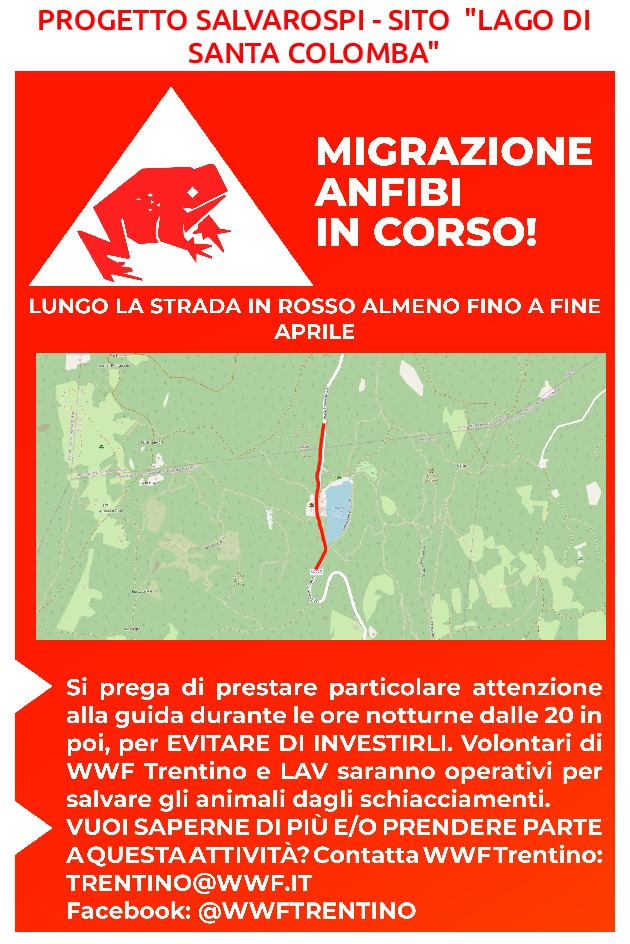 PROGETTO SALVAROSPI - SITO "LAGO DI
SANTA COLOMBA"
MIGRAZIONE
ANFIBI
IN CORSO!
LUNGO LA STRADA IN ROSSO ALMENO FINO A FINE
APRILE
Si prega di prestare particolare attenzione
alla guida durante le ore notturne dalle 20 in
poi, per EVITARE DI INVESTIRLI. Volontari di
WWF Trentino e LAV saranno operativi per
salvare gli animali dagli schiacciamenti.
VUOI SAPERNE DI PIÙ E/O PRENDERE PARTE
A QUESTA ATTIVITÀ? Contatta WWF Trentino:
TRENTINO@WWF.IT
Facebook: @WWFTRENTINO